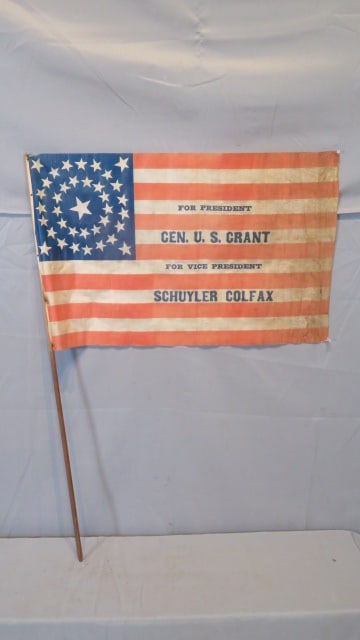 FOR PRESIDENT
GEN. U. S. GRANT
FOR VICE PRESIDENT
SCHUYLER COLFAX